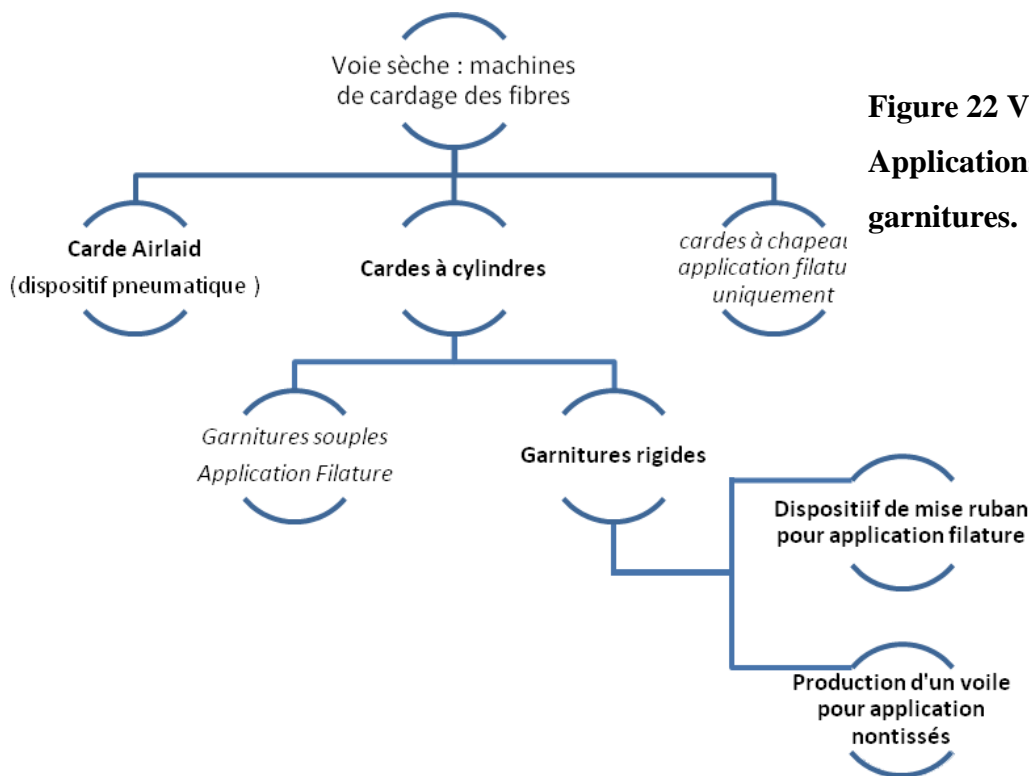 Voie sèche : machines
de cardage des fibres
Figure 22 V
Application
garnitures.
Carde Airlaid
(dispositif pneumatique )
Cardes à cylindres
cardes à chapeau
application filatu
uniquement
Garnitures souples
Application Filature
Garnitures rigides
Dispositiif de mise ruban
pour application filature
Production d'un voile
pour application
nontissés